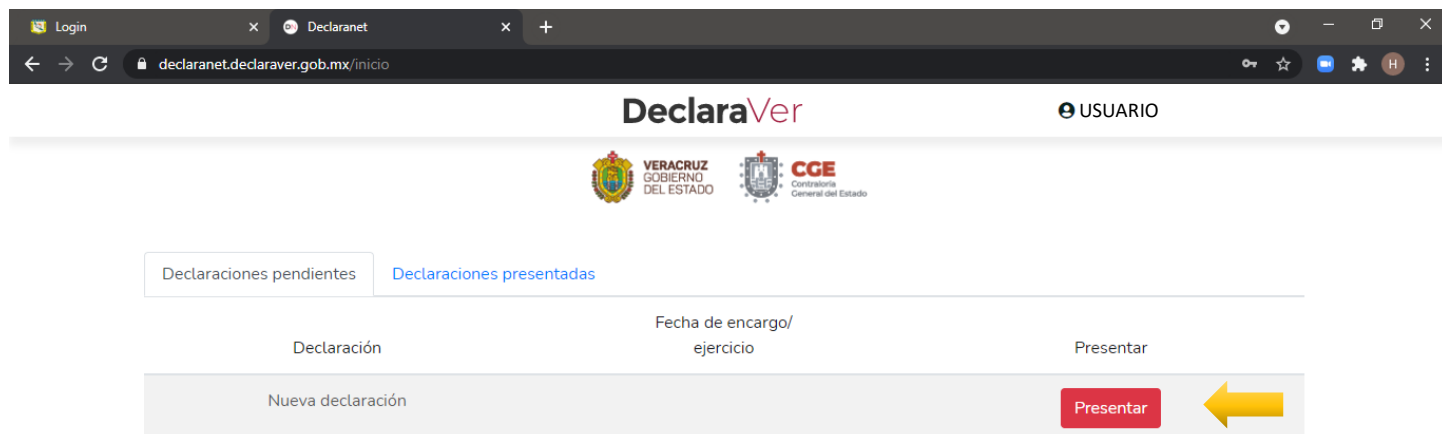 Login
Declaranet
declaranet.declaraver.gob.mx/inicio
H
DeclaraVer
USUARIO
VERACRUZ
GOBIERNO
DEL ESTADO
CGE
Contraloría
General del Estado
Declaraciones pendientes
Declaraciones presentadas
Declaración
Fecha de encargo/
ejercicio
Presentar
Nueva declaración
Presentar